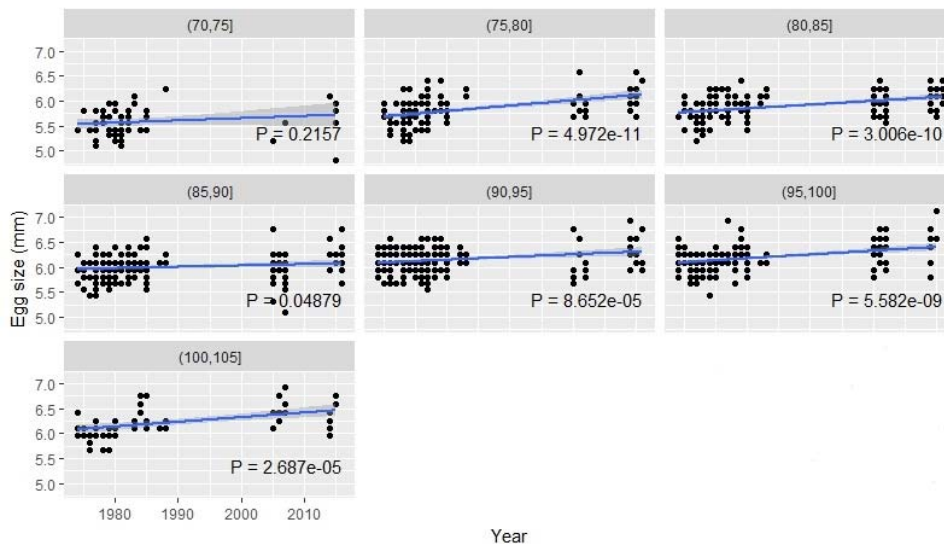 (70,75] (75,80] (80,85]
7.0
6.5
6.0
5.5
5.0
P = 0.2157 P = 4.972e-11 P = 3.006e-10
(85,90] (90,95] (95,100]
7.0
6.5
6.0
5.5
5.0
P = 0.04879 P = 8.652e-05 P = 5.582e-09
Egg size (mm)
(100,105]
7.0
6.5
6.0
5.5
5.0
P = 2.687e-05
1980 1990 2000 2010
Year